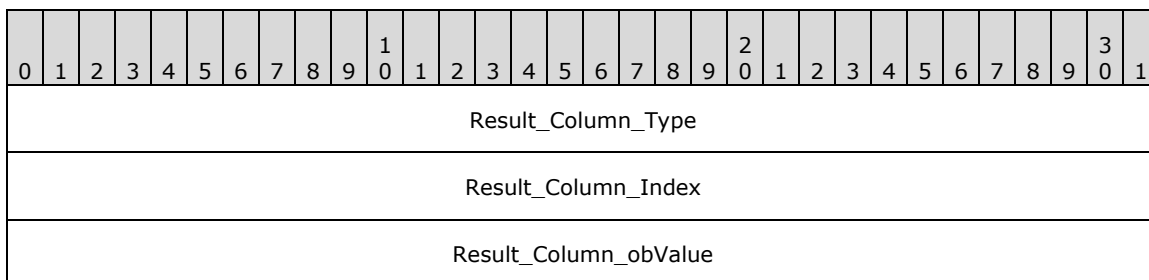 1 2 3
0 1 2 3 4 5 6 7 8 9 0 1 2 3 4 5 6 7 8 9 0 1 2 3 4 5 6 7 8 9 0 1
Result_Column_Type
Result_Column_Index
Result_Column_obValue